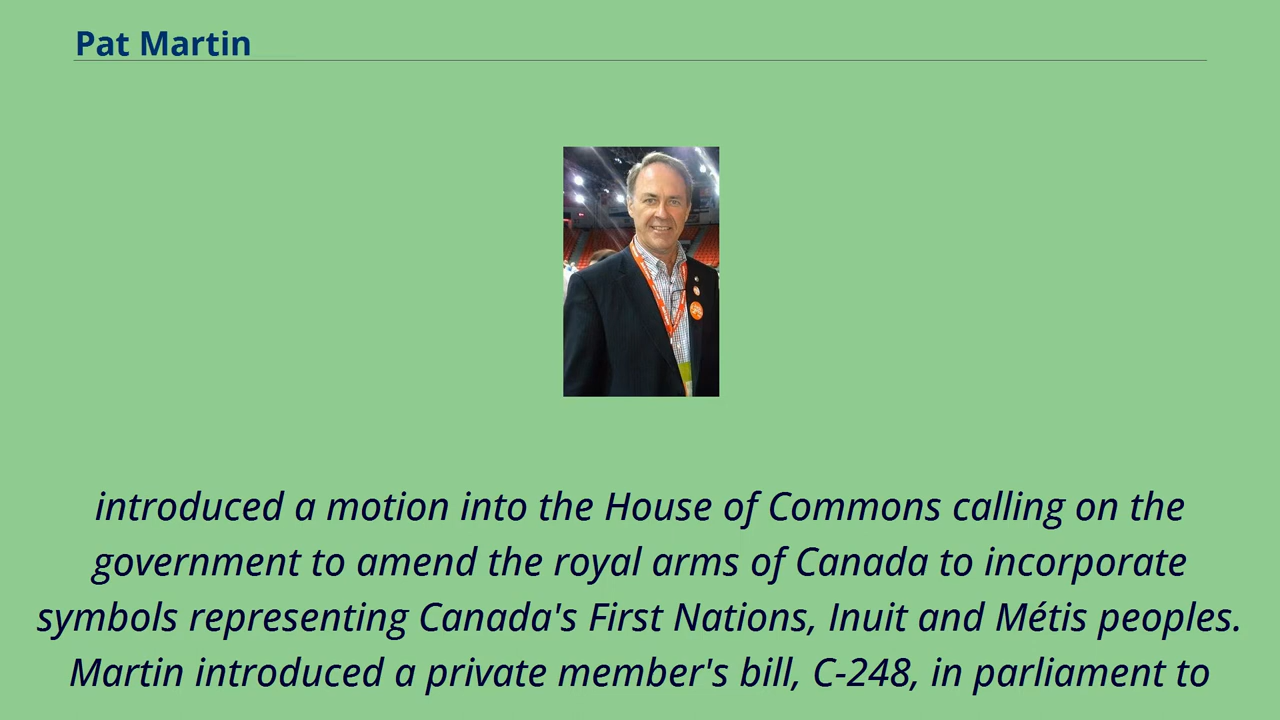 Pat Martin
introduced a motion into the House of Commons calling on the
government to amend the royal arms of Canada to incorporate
symbols representing Canada's First Nations, Inuit and Métis peoples.
Martin introduced a private member's bill, C-248, in parliament to